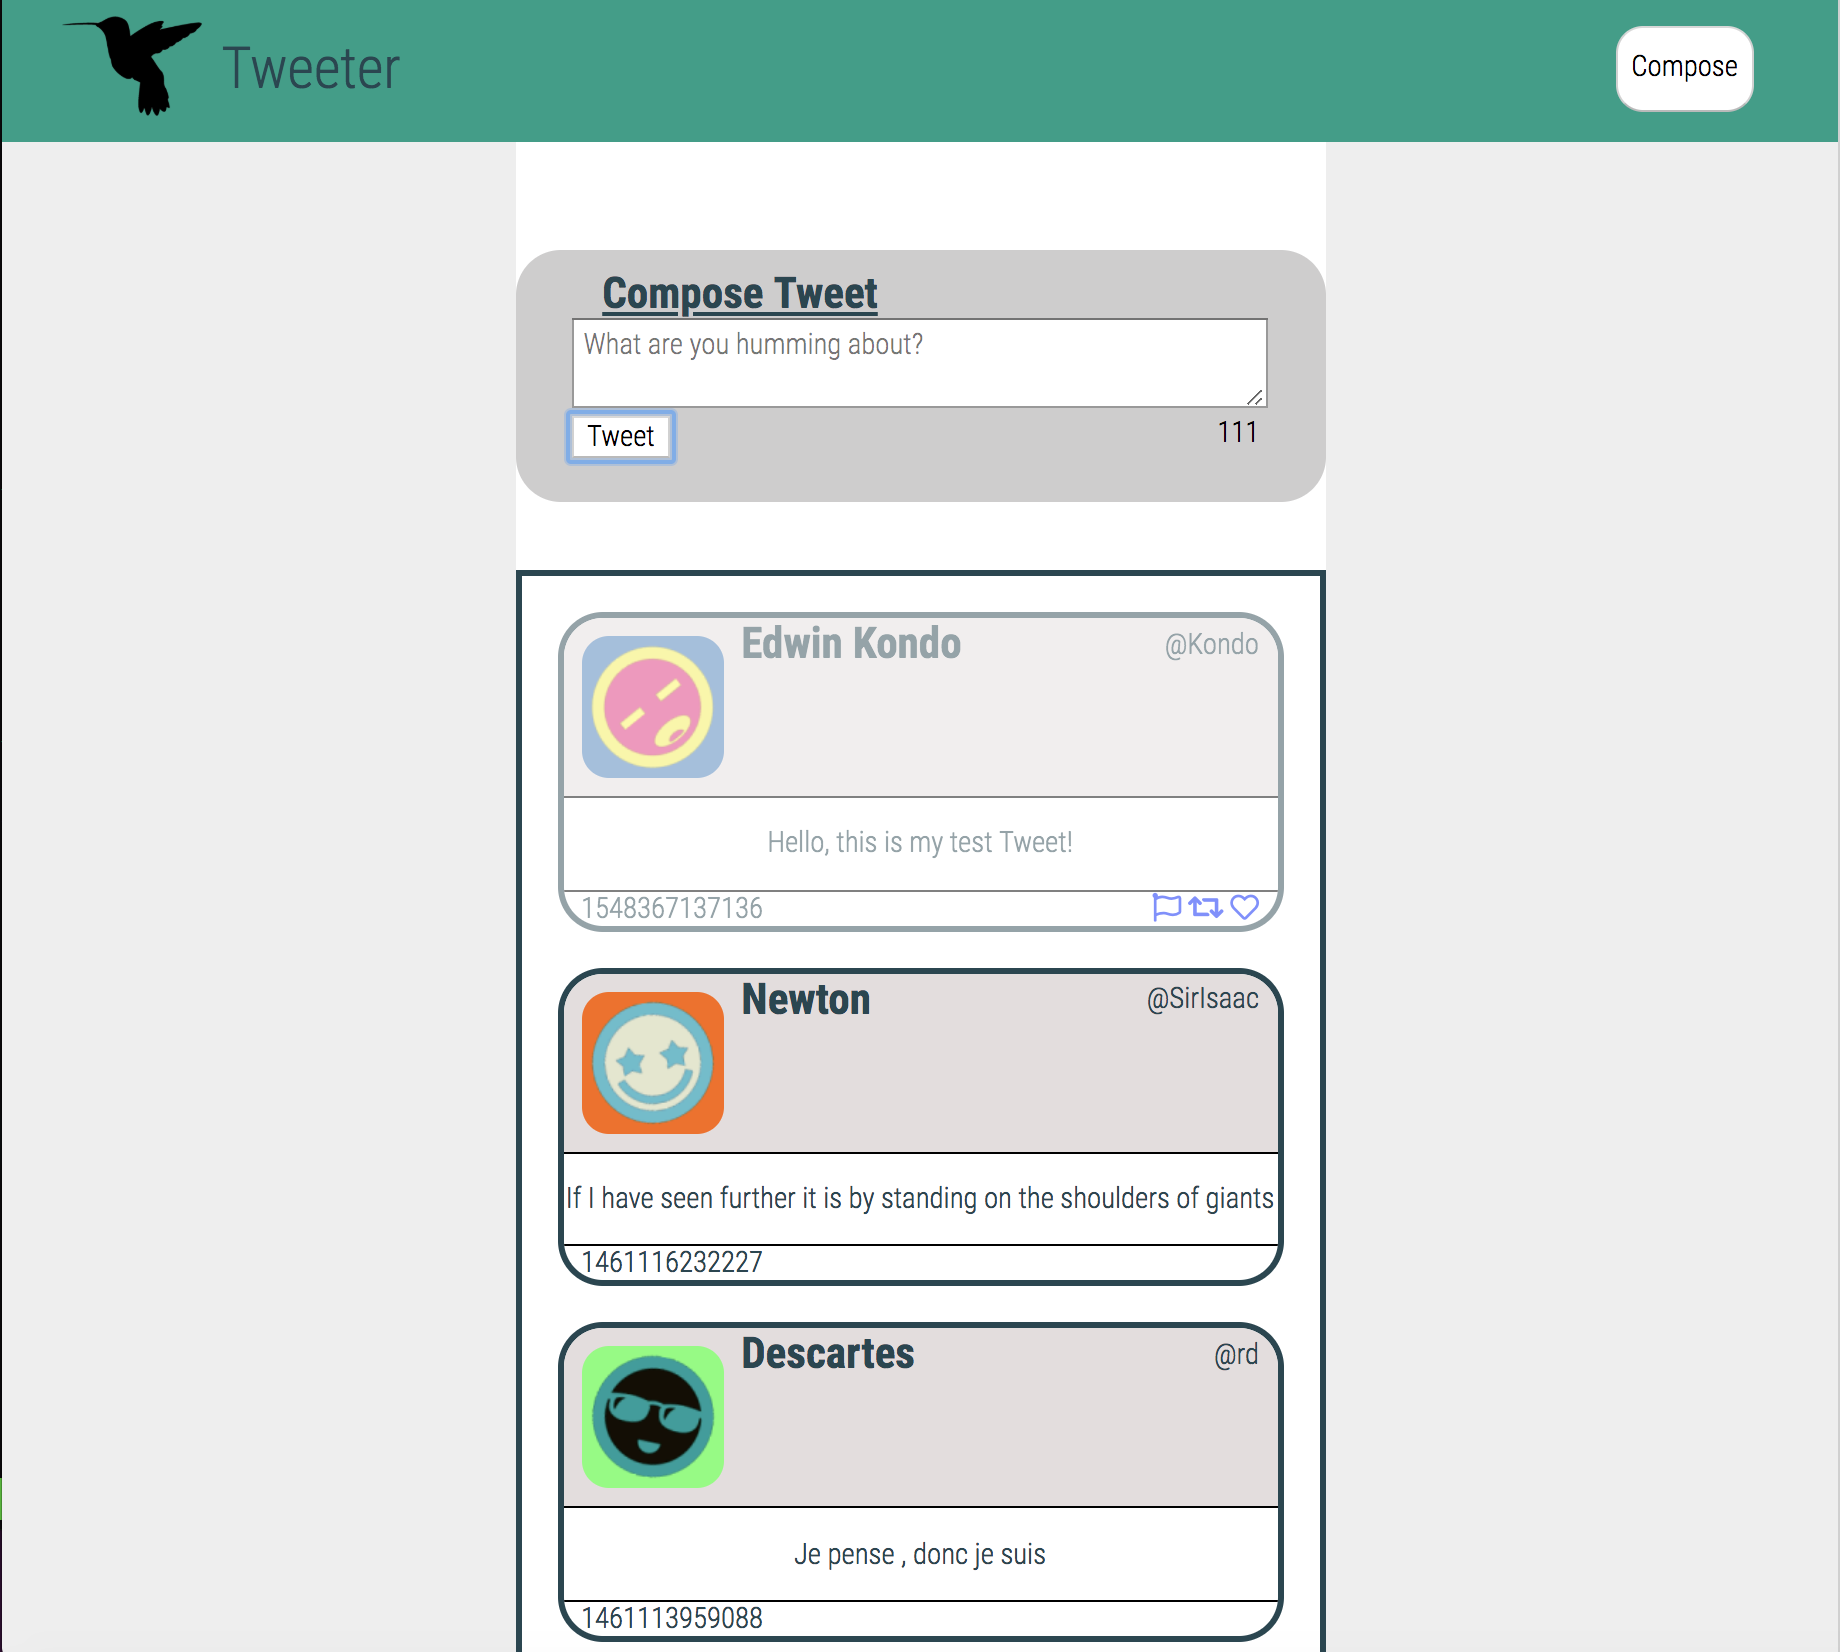 Tweeter
Compose
Compose Tweet
What are you humming about?
Tweet
111
Edwin Kondo
@Kondo
Hello, this is my test Tweet!
1548367137136
Newton
@SirIsaac
If I have seen further it is by standing on the shoulders of giants
1461116232227
Descartes
@rd
Je pense , donc je suis
1461113959088